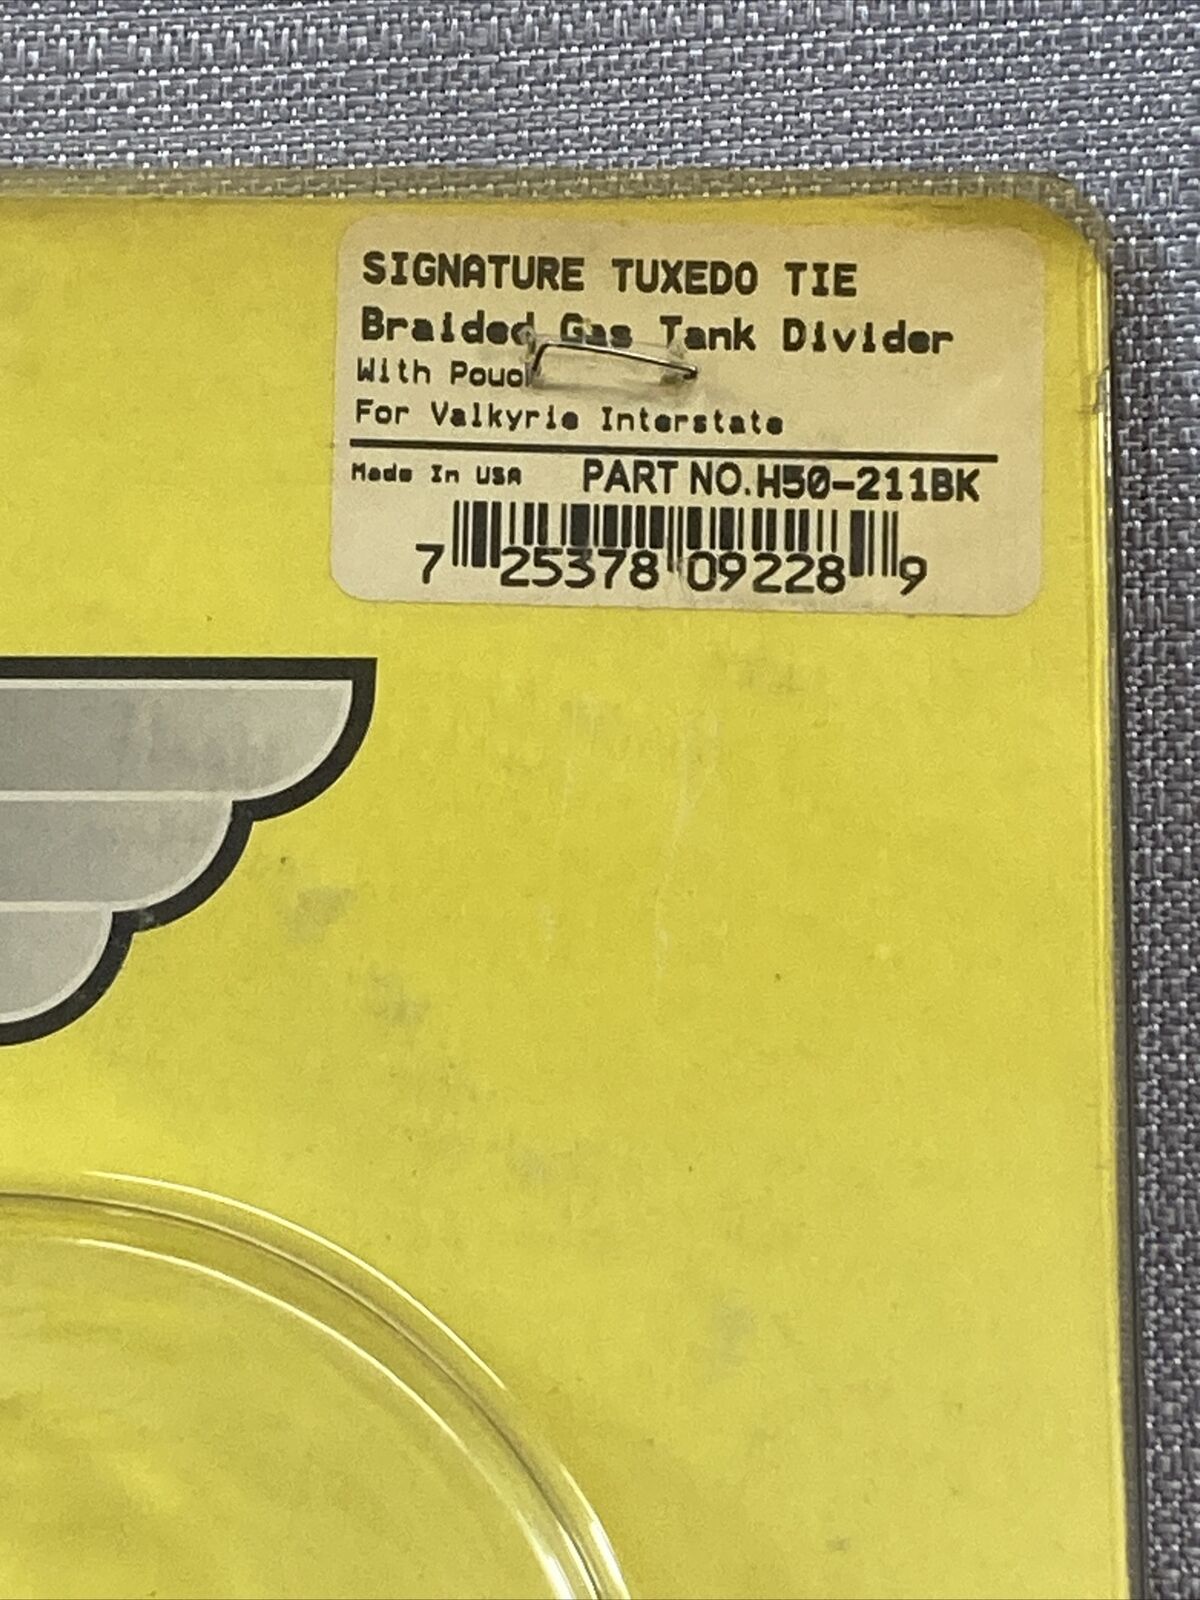 SIGNATURE TUXEDO TIE
Braided Gas Tank Divider
With Pouch
For Valkyrie Interstate
Made In USA PART NO.H50-211BK
7 25378 09228 9